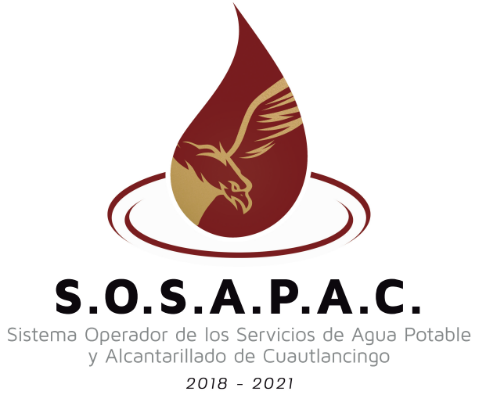 S.O.S.A.P.A.C.
Sistema Operador de los Servicios de Agua Potable
y Alcantarillado de Cuautlancingo
2018 - 2021